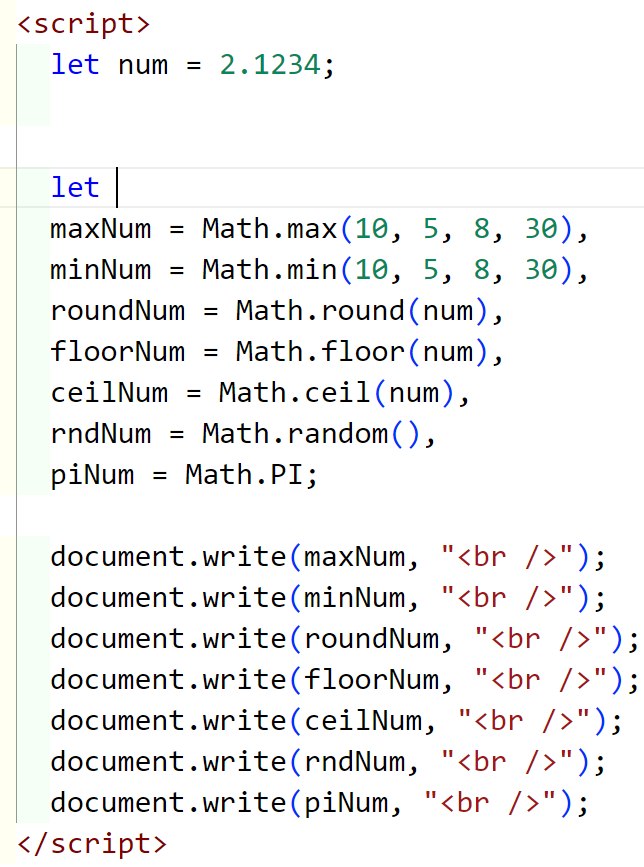 <script>
let num = 2.1234;
let
maxNum = Math.max(10, 5, 8, 30),
minNum = Math.min(10, 5, 8, 30),
roundNum = Math.round(num),
floorNum = Math.floor(num),
ceilNum = Math.ceil(num),
rndNum = Math.random(),
piNum = Math.PI;
document.write(maxNum, "<br />");
document.write(minNum, "<br />");
document.write(roundNum, "<br />");
document.write(floorNum, "<br />");
document.write(ceilNum, "<br />");
document.write(rndNum, "<br />");
document.write(piNum, "<br />");
</script>